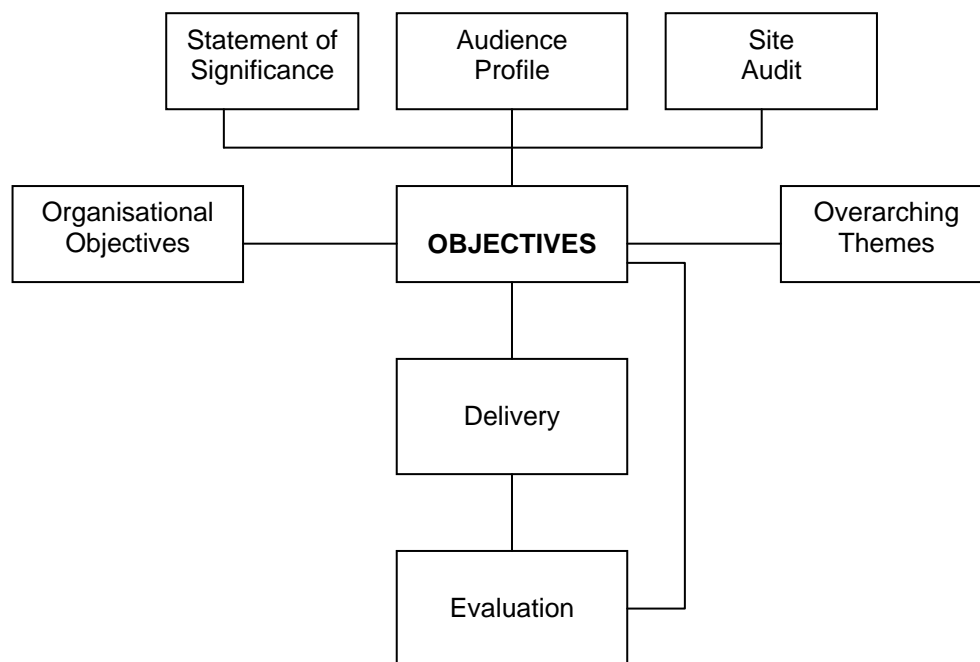 Statement of
Significance
Audience
Profile
Site
Audit
Organisational
Objectives
OBJECTIVES
Overarching
Themes
Delivery
Evaluation